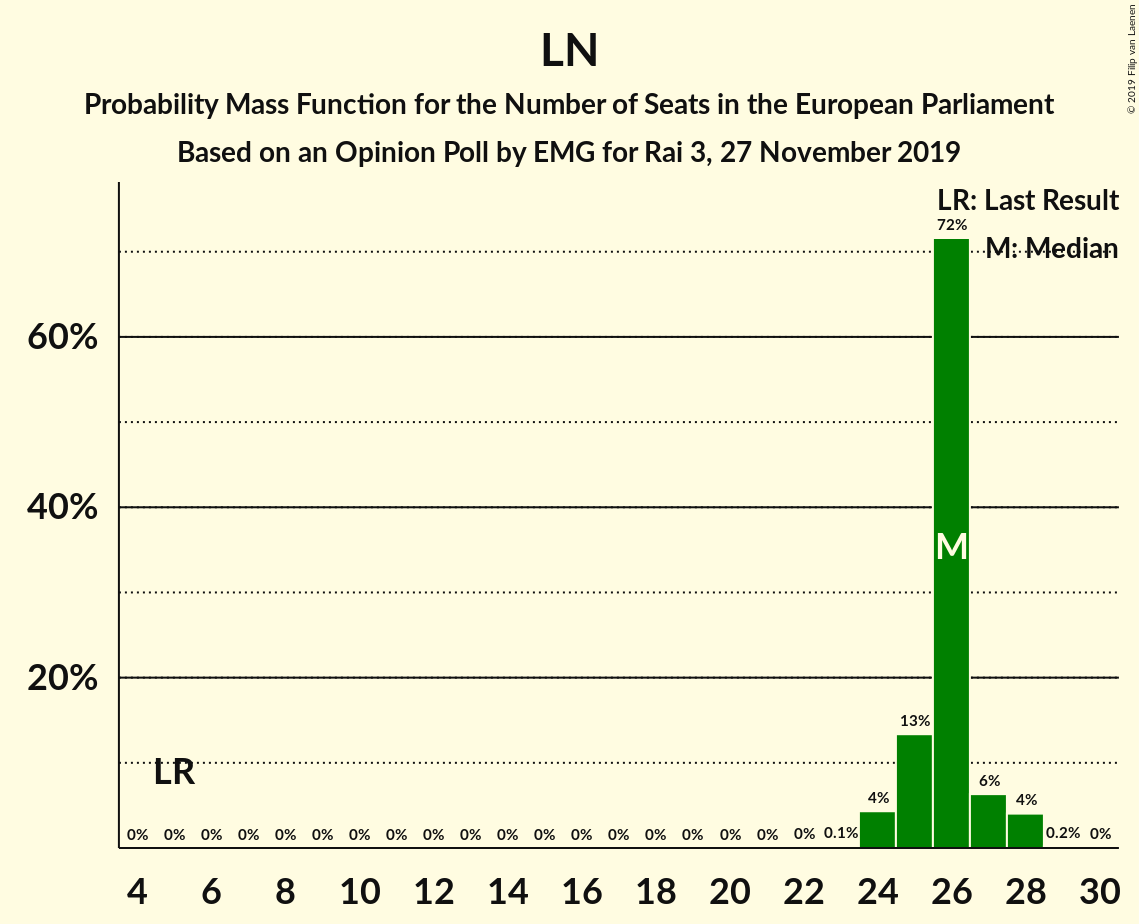 LN
Probability Mass Function for the Number of Seats in the European Parliament
Based on an Opinion Poll by EMG for Rai 3, 27 November 2019
© 2019 Filip van Laenen
LR: Last Result
M: Median
60%
40%
20%
LR
M
0% 0% 0% 0% 0% 0% 0% 0% 0% 0% 0% 0% 0% 0% 0% 0% 0% 0% 0% 0.1% 4% 13% 72% 6% 4% 0.2% 0%
4 6 8 10 12 14 16 18 20 22 24 26 28 30